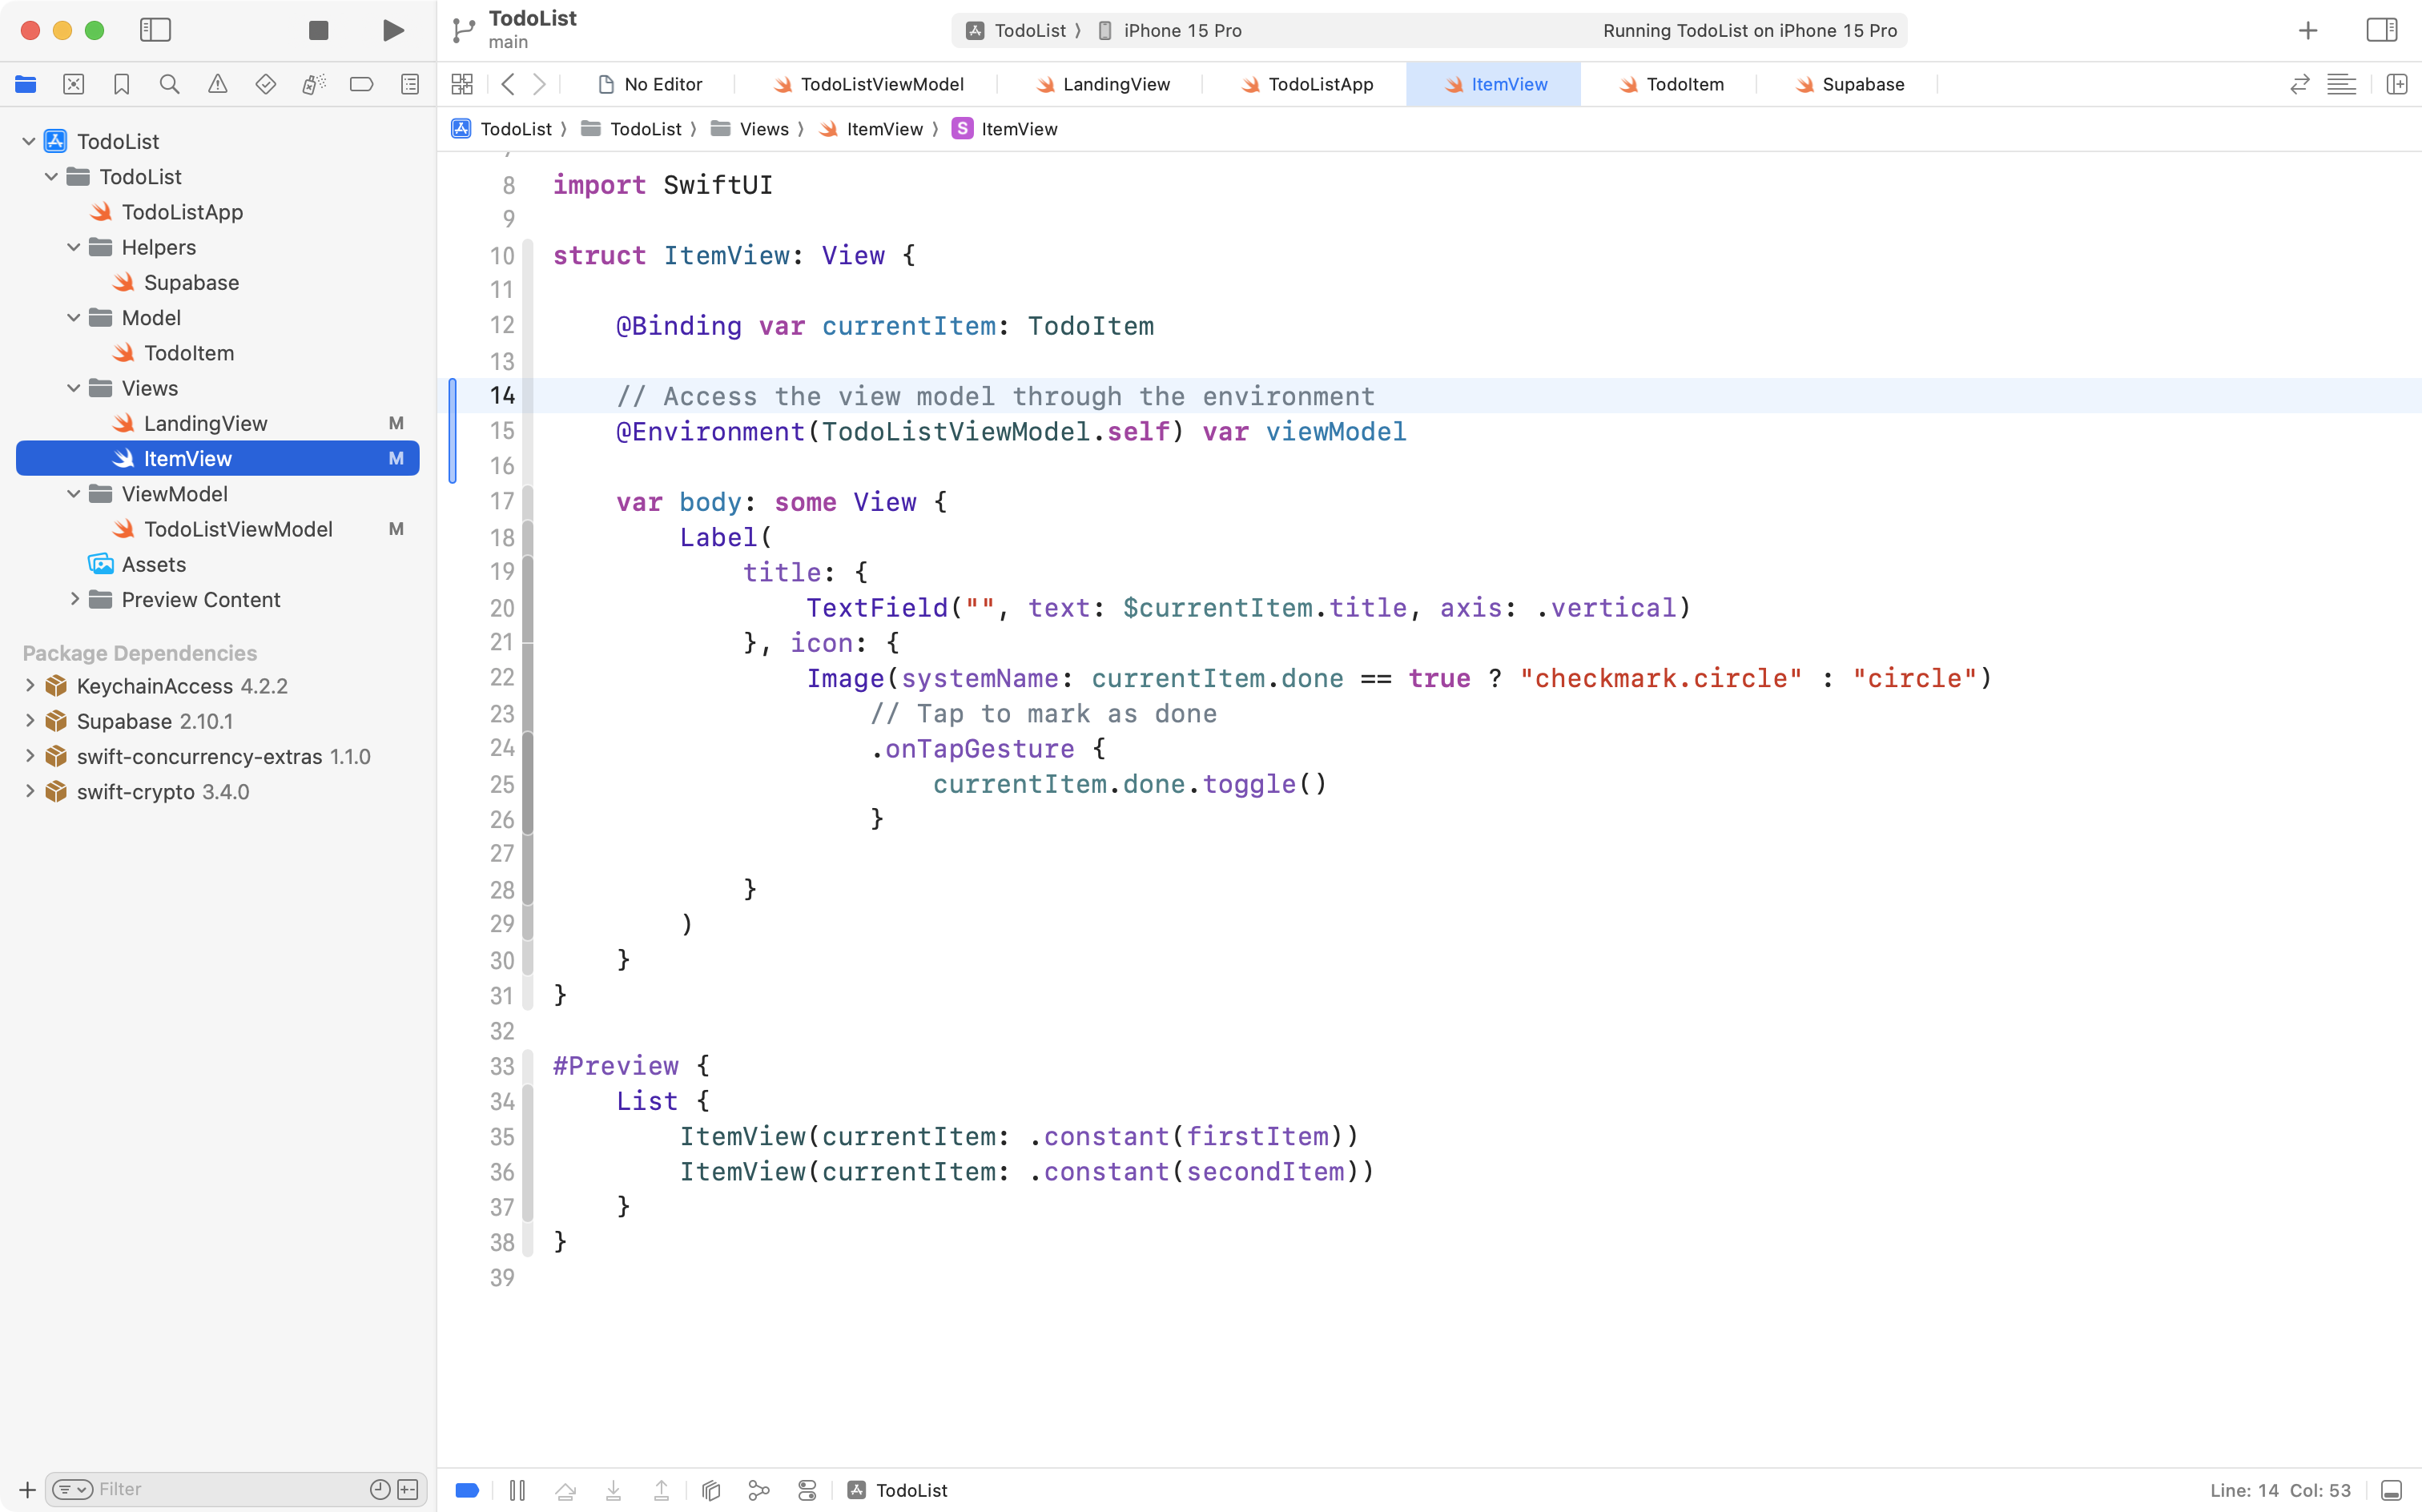 TodoList
main
TodoList 〉 iPhone 15 Pro
Running TodoList on iPhone 15 Pro
No Editor
TodoListViewModel
LandingView
TodoListApp
ItemView
TodoItem
Supabase
TodoList 〉 TodoList 〉 Views 〉 ItemView 〉 S ItemView
TodoList
TodoList
TodoListApp
Helpers
Supabase
Model
TodoItem
Views
LandingView M
ItemView M
ViewModel
TodoListViewModel M
Assets
Preview Content
Package Dependencies
KeychainAccess 4.2.2
Supabase 2.10.1
swift-concurrency-extras 1.1.0
swift-crypto 3.4.0
Filter
8 import SwiftUI
9
10 struct ItemView: View {
11
12 @Binding var currentItem: TodoItem
13
14 // Access the view model through the environment
15 @Environment(TodoListViewModel.self) var viewModel
16
17 var body: some View {
18 Label(
19 title: {
20 TextField("", text: $currentItem.title, axis: .vertical)
21 }, icon: {
22 Image(systemName: currentItem.done == true ? "checkmark.circle" : "circle")
23 // Tap to mark as done
24 .onTapGesture {
25 currentItem.done.toggle()
26 }
27
28 }
29 )
30 }
31 }
32
33 #Preview {
34 List {
35 ItemView(currentItem: .constant(firstItem))
36 ItemView(currentItem: .constant(secondItem))
37 }
38 }
39
TodoList
Line: 14 Col: 53